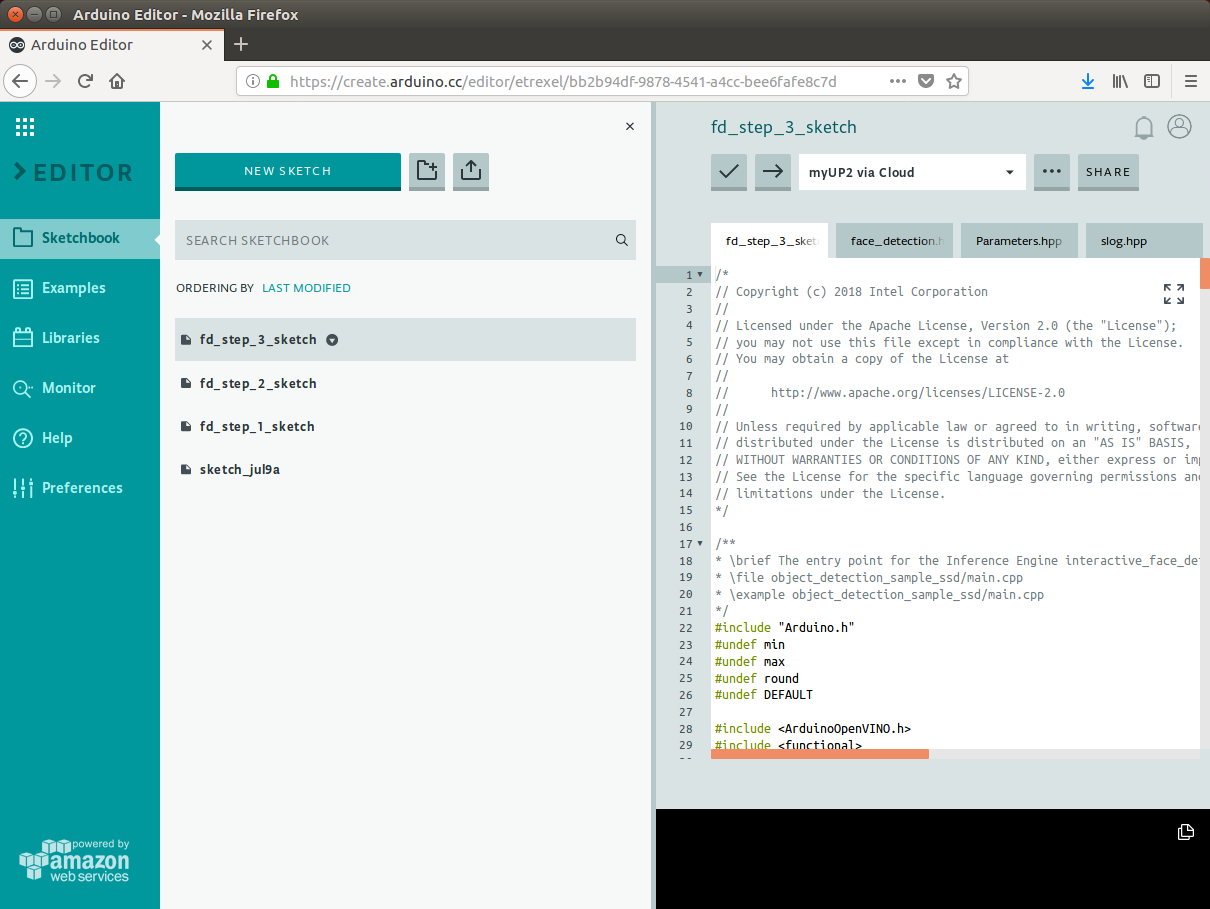 Arduino Editor - Mozilla Firefox
Arduino Editor
https://create.arduino.cc/editor/etrexel/bb2b94df-9878-4541-a4cc-bee6fafe8c7d
EDITOR
Sketchbook
Examples
Libraries
Monitor
Help
Preferences
powered by
amazon
web services
NEW SKETCH
SEARCH SKETCHBOOK
ORDERING BY LAST MODIFIED
fd_step_3_sketch
fd_step_2_sketch
fd_step_1_sketch
sketch_jul9a
fd_step_3_sketch
myUP2 via Cloud
SHARE
fd_step_3_sket face_detection.h Parameters.hpp slog.hpp
1 /*
2 // Copyright (c) 2018 Intel Corporation
3 //
4 // Licensed under the Apache License, Version 2.0 (the "License");
5 // you may not use this file except in compliance with the License.
6 // You may obtain a copy of the License at
7 //
8 // http://www.apache.org/licenses/LICENSE-2.0
9 //
10 // Unless required by applicable law or agreed to in writing, software
11 // distributed under the License is distributed on an "AS IS" BASIS,
12 // WITHOUT WARRANTIES OR CONDITIONS OF ANY KIND, either express or imp
13 // See the License for the specific language governing permissions and
14 // limitations under the License.
15 */
16
17 /**
18 * \brief The entry point for the Inference Engine interactive_face_det
19 * \file object_detection_sample_ssd/main.cpp
20 * \example object_detection_sample_ssd/main.cpp
21 */
22 #include "Arduino.h"
23 #undef min
24 #undef max
25 #undef round
26 #undef DEFAULT
27
28 #include <ArduinoOpenVINO.h>
29 #include <functional>